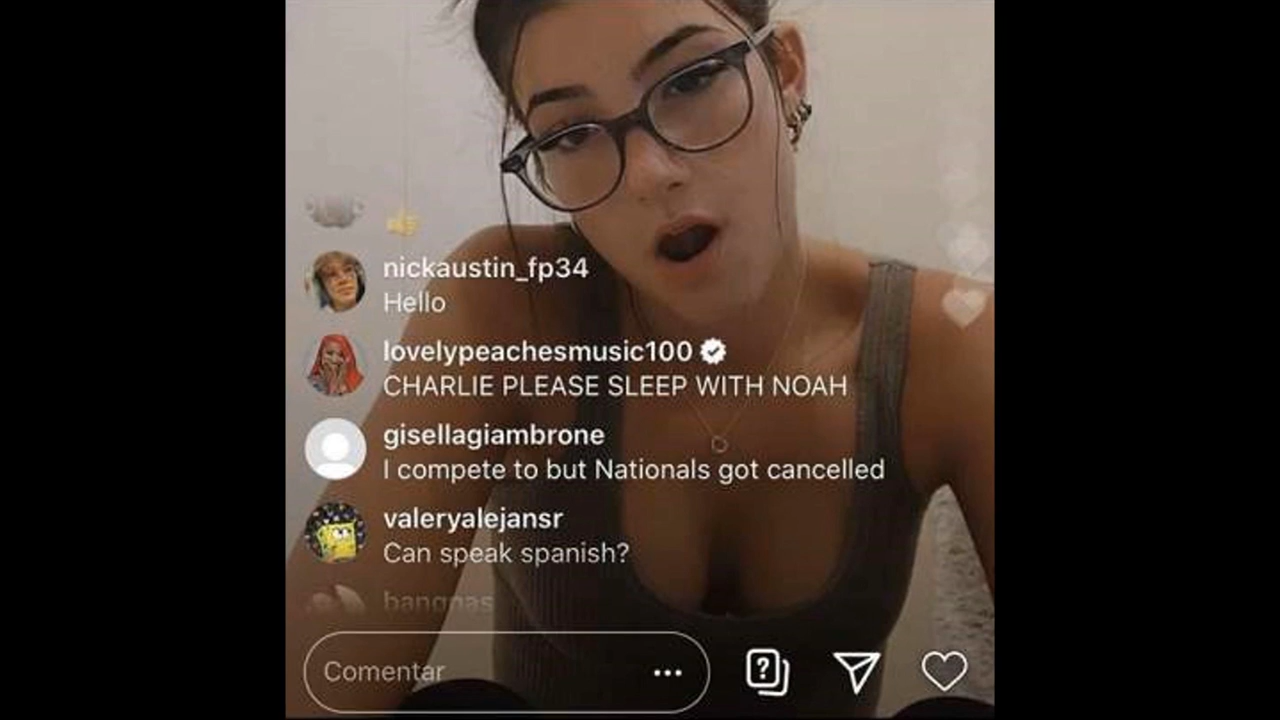 nickaustin_fp34
Hello
lovelypeachesmusic100
CHARLIE PLEASE SLEEP WITH NOAH
gisellagiambrone
I compete to but Nationals got cancelled
valeryalejansr
Can speak spanish?
Comentar